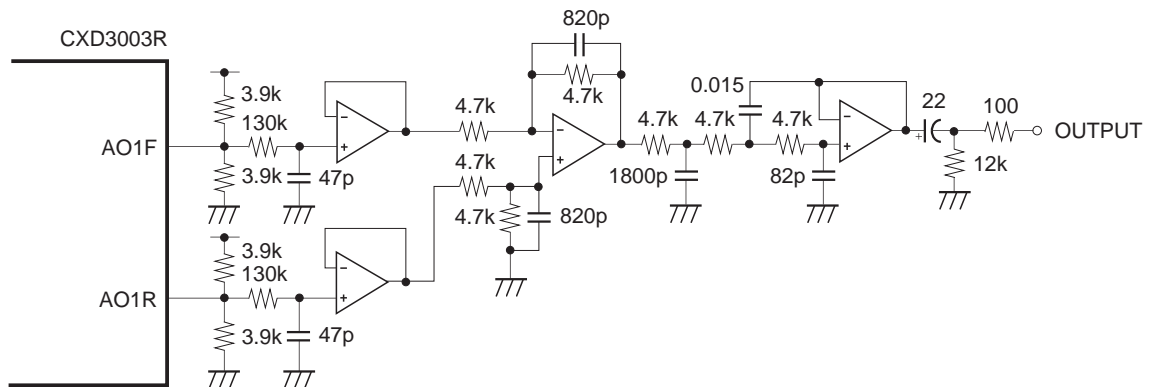 CXD3003R
AO1F
3.9k
130k
3.9k
47p
AO1R
3.9k
130k
3.9k
47p
4.7k
4.7k
4.7k
820p
820p
4.7k
4.7k
1800p
4.7k
0.015
4.7k
82p
22
100
12k
OUTPUT